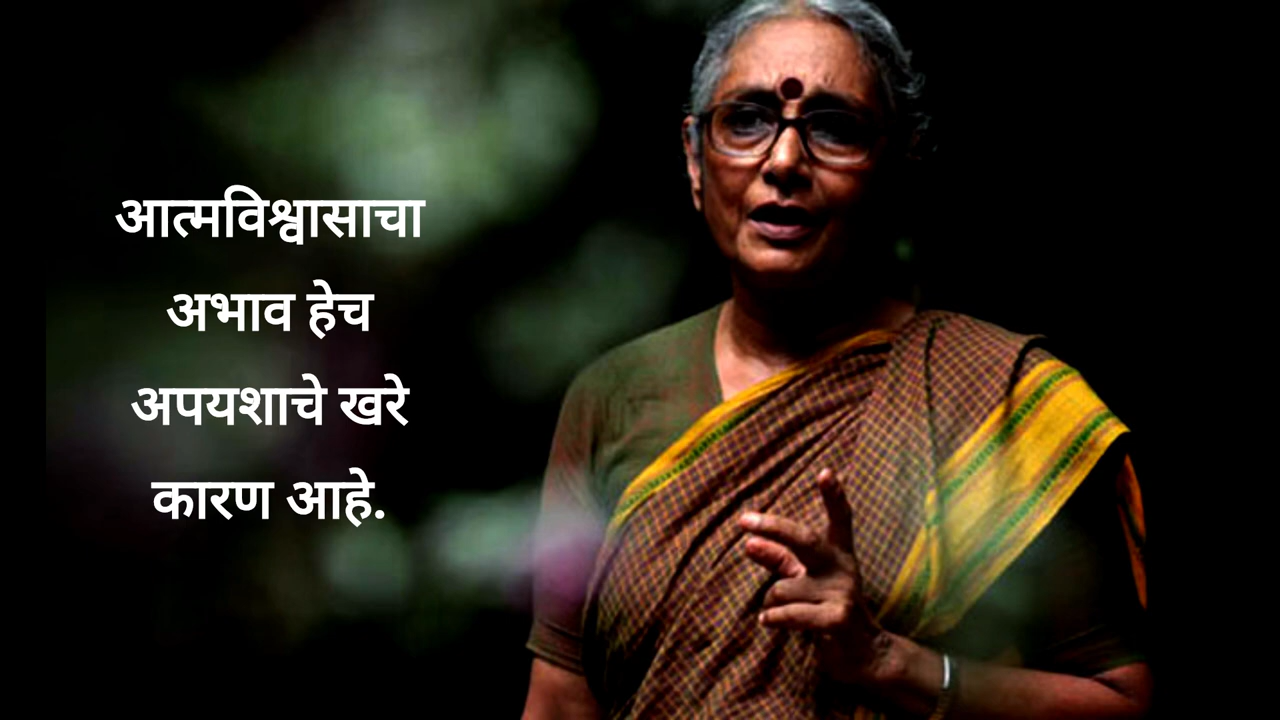 आत्मविश्वासाचा
अभाव हेच
अपयशाचे खरे
कारण आहे.